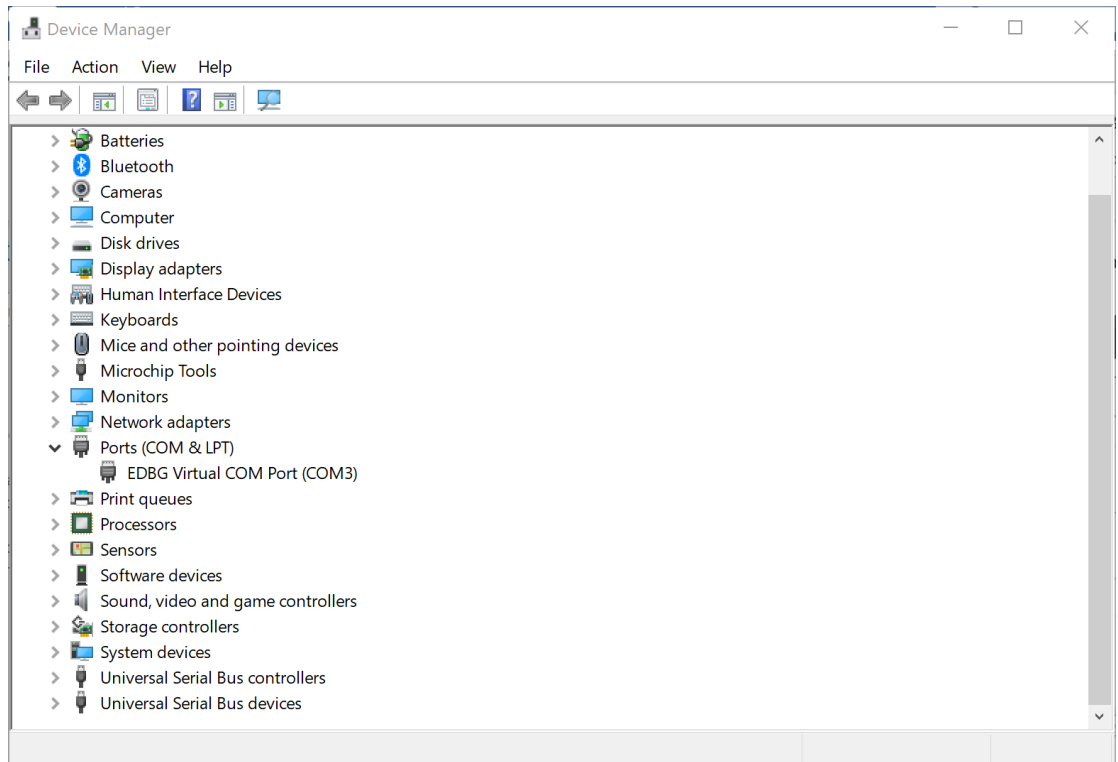 Device Manager
File Action View Help
Batteries
Bluetooth
Cameras
Computer
Disk drives
Display adapters
Human Interface Devices
Keyboards
Mice and other pointing devices
Microchip Tools
Monitors
Network adapters
Ports (COM & LPT)
EDBG Virtual COM Port (COM3)
Print queues
Processors
Sensors
Software devices
Sound, video and game controllers
Storage controllers
System devices
Universal Serial Bus controllers
Universal Serial Bus devices